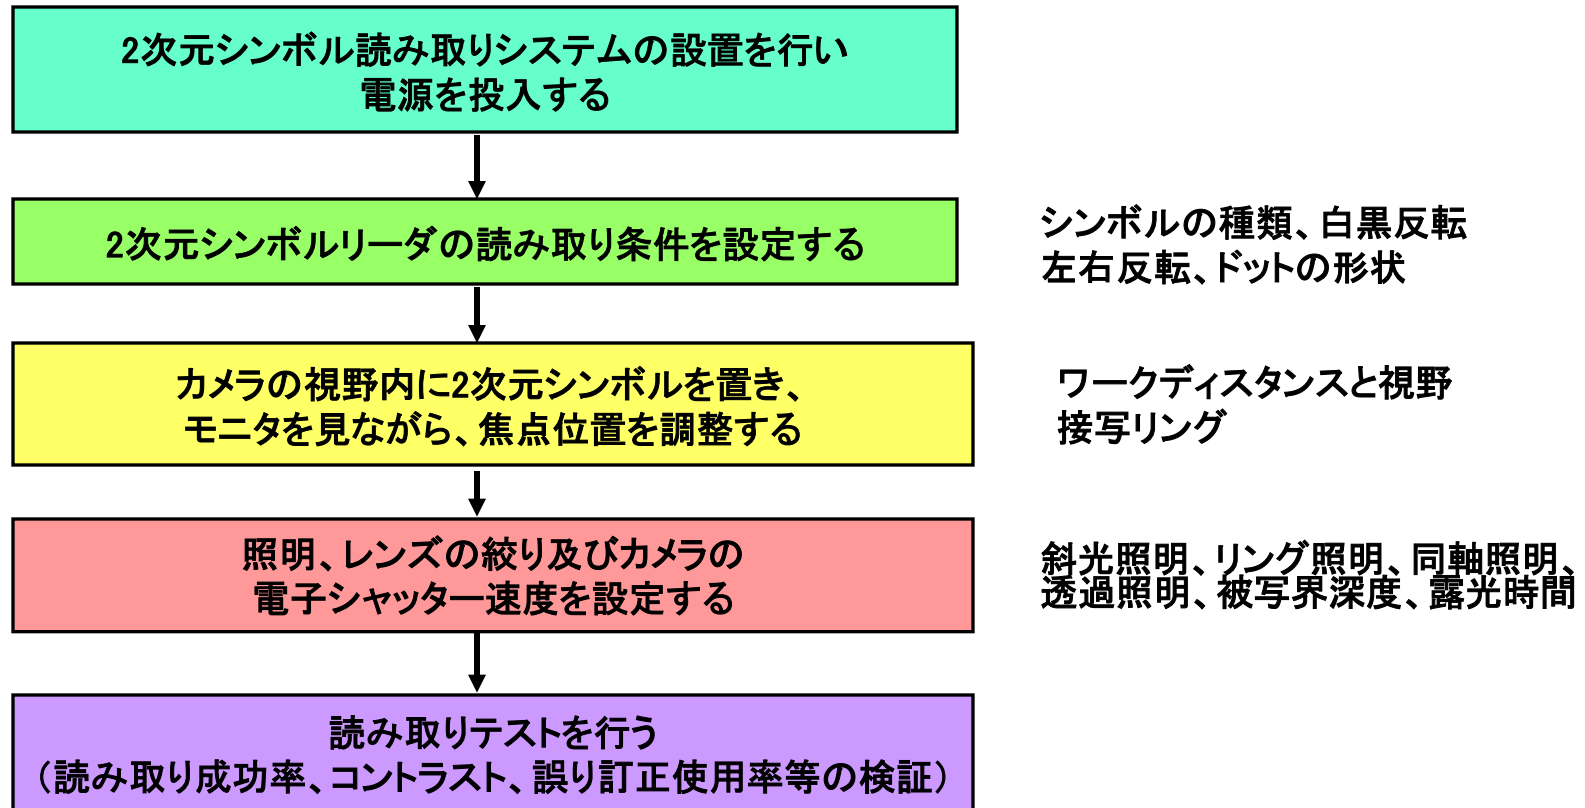 2次元シンボル読み取りシステムの設置を行い
電源を投入する
2次元シンボルリーダの読み取り条件を設定する
シンボルの種類、白黒反転
左右反転、ドットの形状
カメラの視野内に2次元シンボルを置き、
モニタを見ながら、焦点位置を調整する
ワークディスタンスと視野
接写リング
照明、レンズの絞り及びカメラの
電子シャッター速度を設定する
斜光照明、リング照明、同軸照明、
透過照明、被写界深度、露光時間
読み取りテストを行う
（読み取り成功率、コントラスト、誤り訂正使用率等の検証）